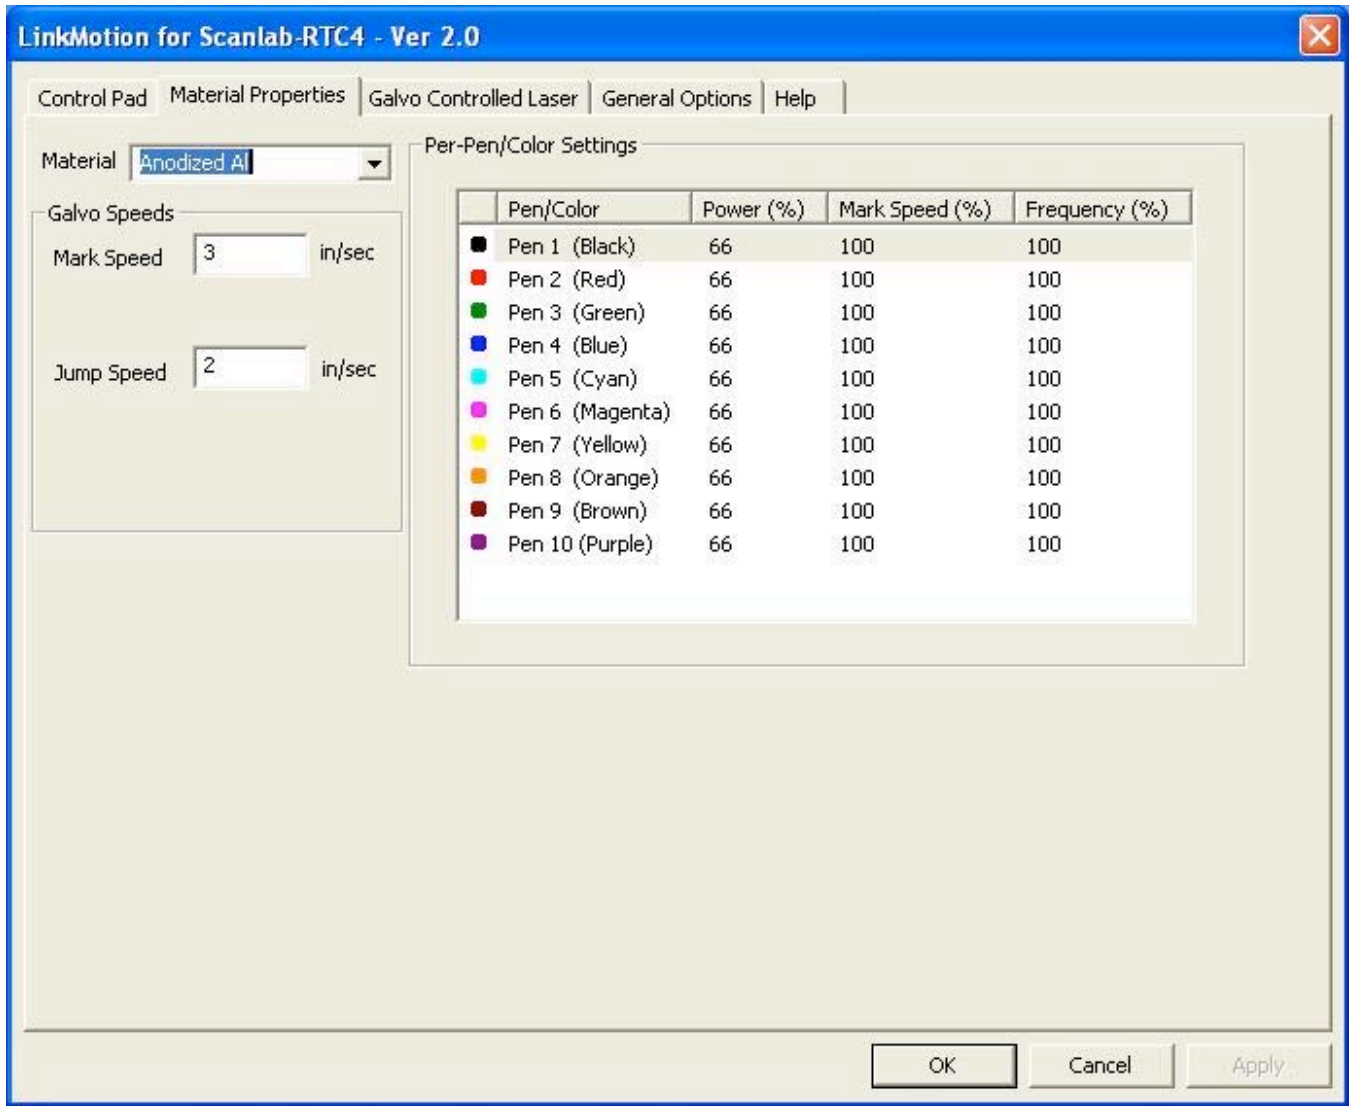 LinkMotion for Scanlab-RTC4 - Ver 2.0
Control Pad Material Properties Galvo Controlled Laser General Options Help
Material Anodized Al
Galvo Speeds
Mark Speed 3 in/sec
Jump Speed 2 in/sec
Per-Pen/Color Settings
Pen/Color Power (%) Mark Speed (%) Frequency (%)
Pen 1 (Black) 66 100 100
Pen 2 (Red) 66 100 100
Pen 3 (Green) 66 100 100
Pen 4 (Blue) 66 100 100
Pen 5 (Cyan) 66 100 100
Pen 6 (Magenta) 66 100 100
Pen 7 (Yellow) 66 100 100
Pen 8 (Orange) 66 100 100
Pen 9 (Brown) 66 100 100
Pen 10 (Purple) 66 100 100
OK Cancel Apply